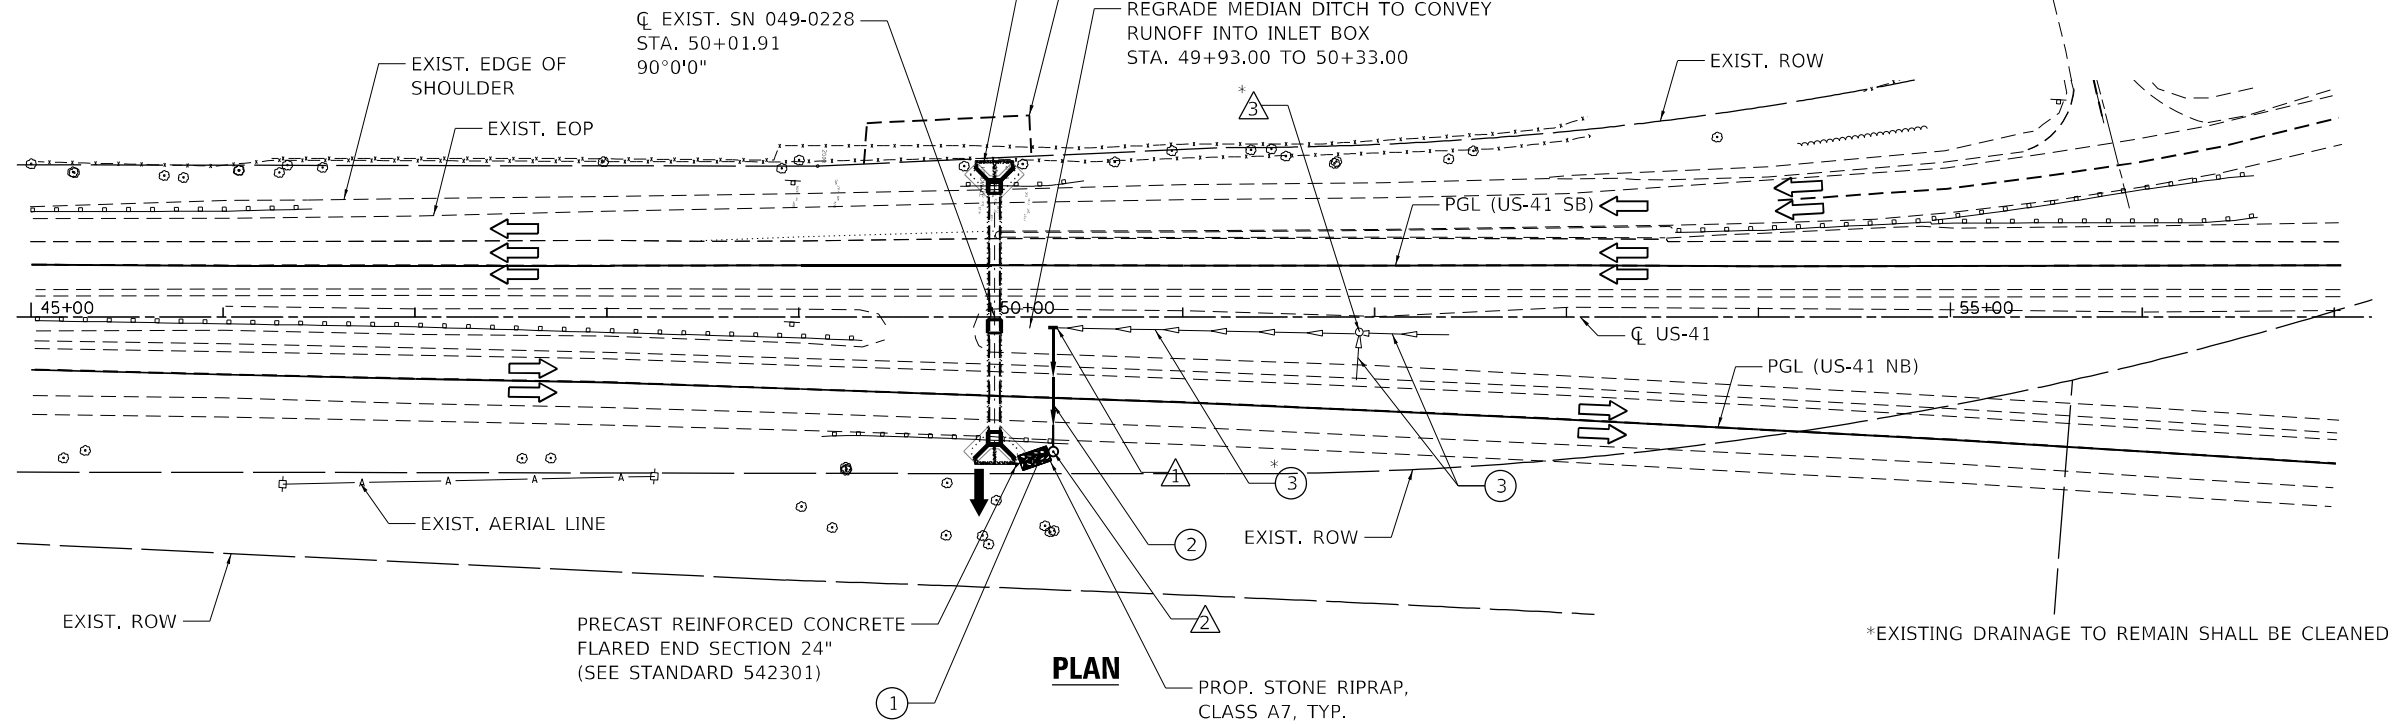 ℄ EXIST. SN 049-0228
STA. 50+01.91
90°0'0"
REGRADE MEDIAN DITCH TO CONVEY
RUNOFF INTO INLET BOX
STA. 49+93.00 TO 50+33.00
EXIST. EDGE OF
SHOULDER
EXIST. EOP
*
3
EXIST. ROW
PGL (US-41 SB)
45+00
50+00
55+00
℄ US-41
PGL (US-41 NB)
A
A
A
A
EXIST. AERIAL LINE
1
*
3
3
2
EXIST. ROW
EXIST. ROW
PRECAST REINFORCED CONCRETE
FLARED END SECTION 24"
(SEE STANDARD 542301)
2
*EXISTING DRAINAGE TO REMAIN SHALL BE CLEANED
PLAN
1
PROP. STONE RIPRAP,
CLASS A7, TYP.